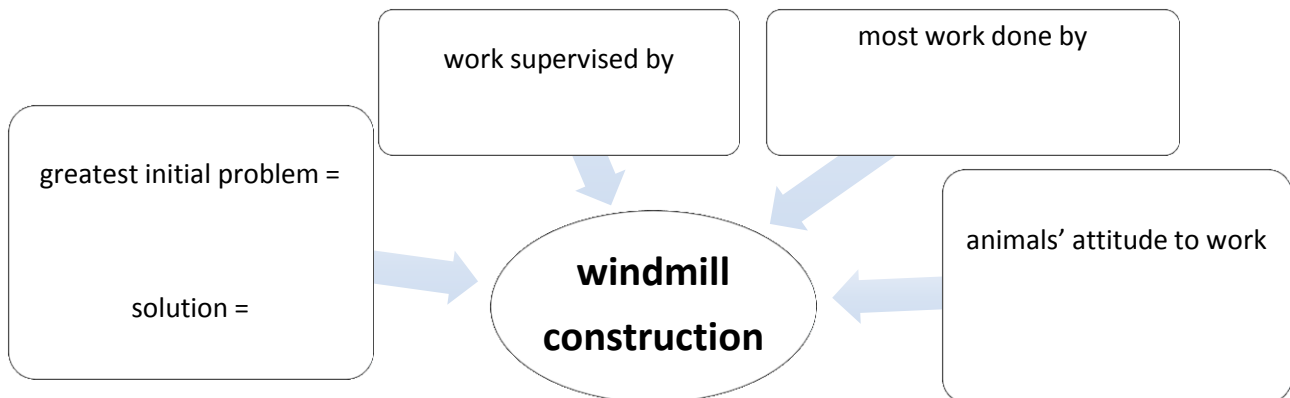 work supervised by
most work done by
greatest initial problem =
solution =
animals’ attitude to work
windmill
construction